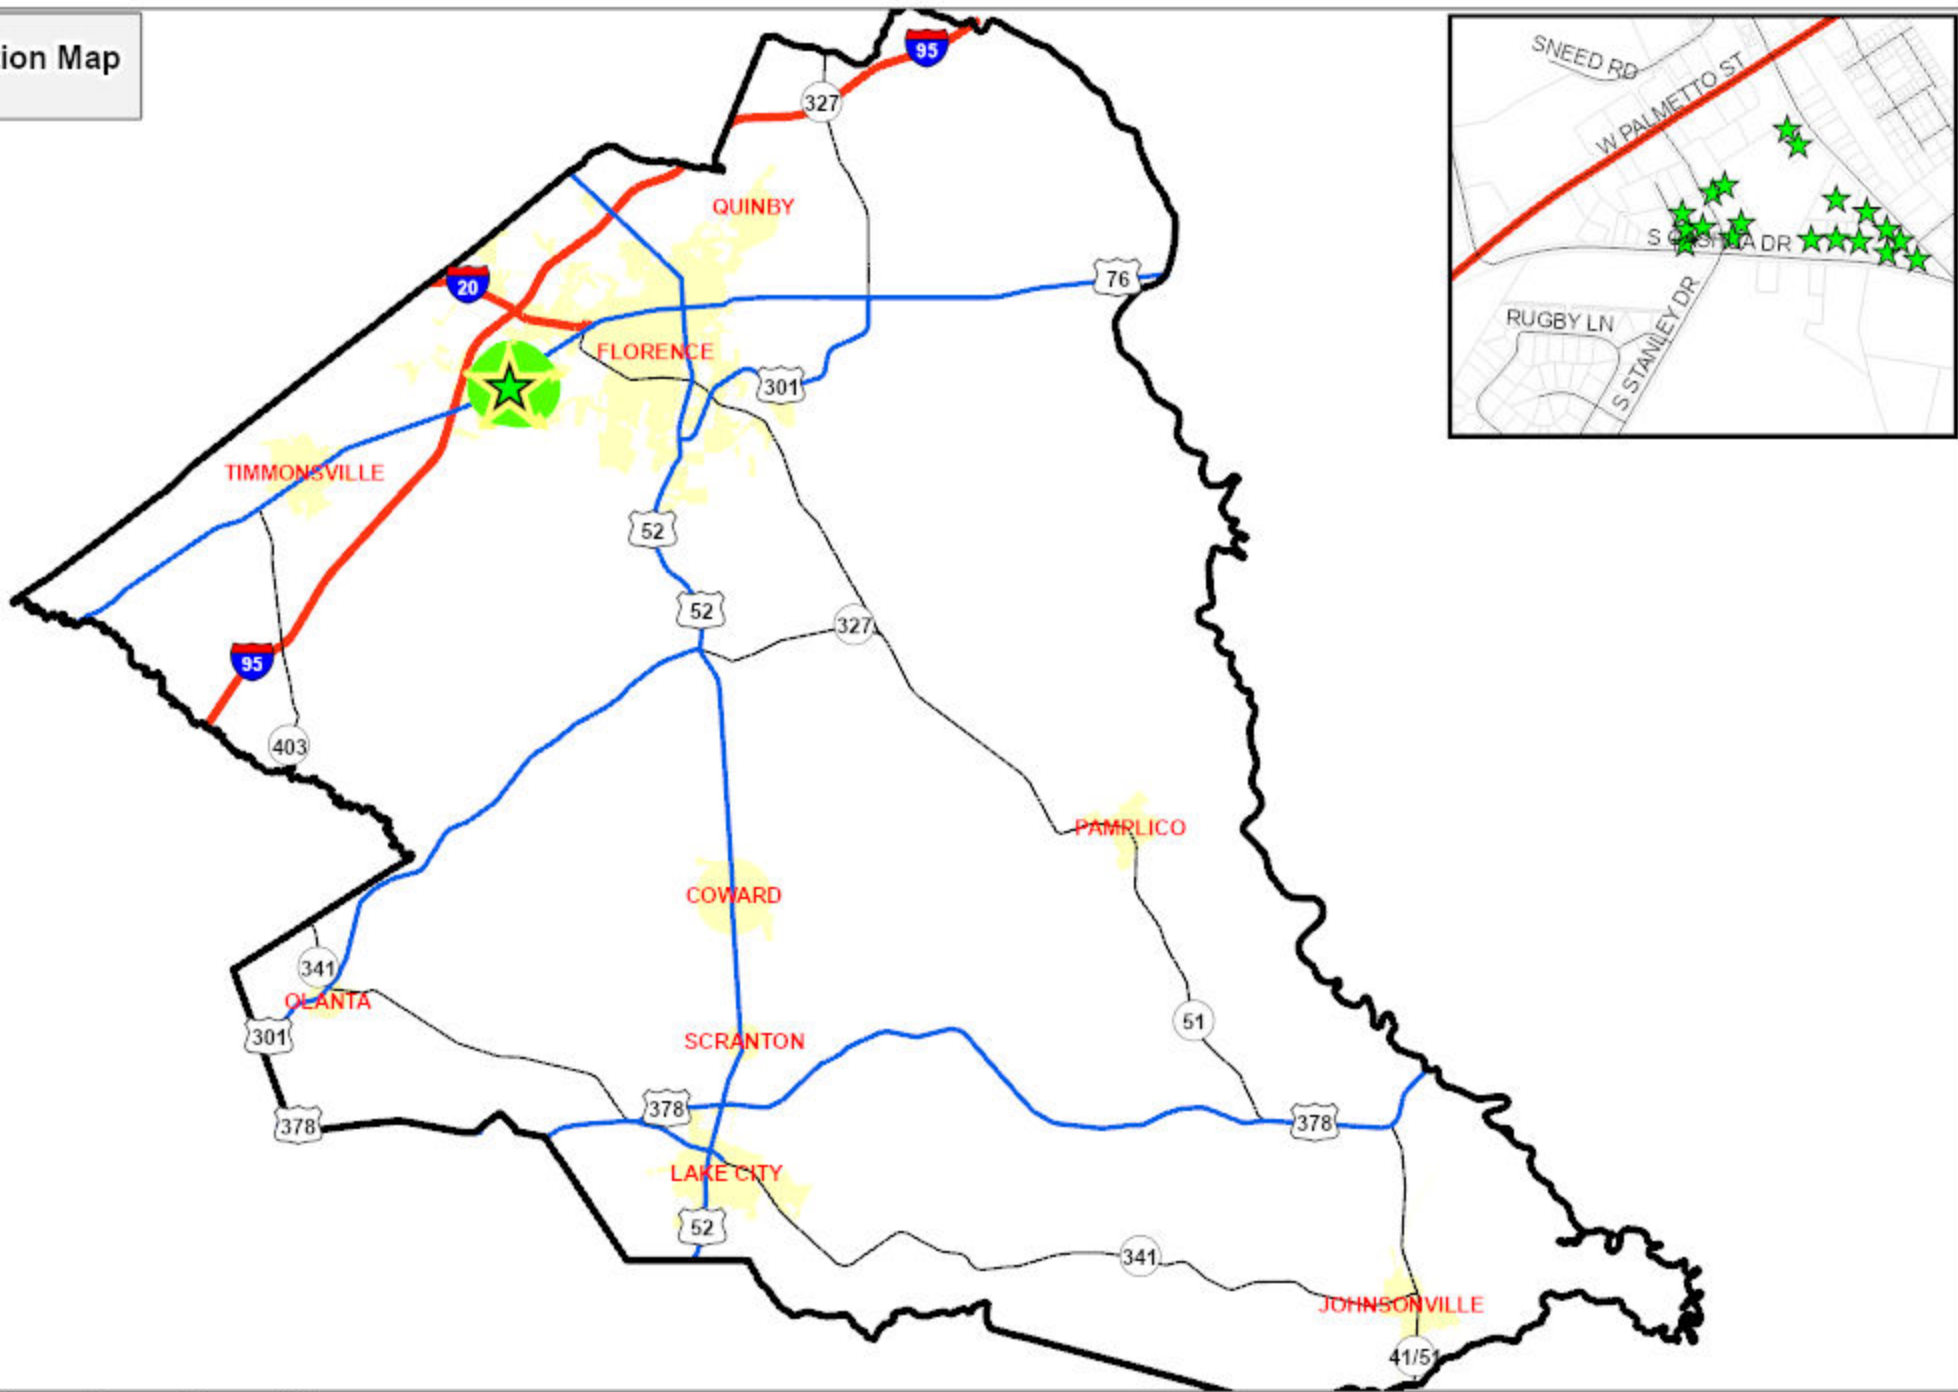 ion Map
95
327
QUINBY
20
76
FLORENCE
301
TIMMONSVILLE
52
52
327
95
403
PAMPLICO
COWARD
341
OLANTA
301
51
SCRANTON
378
378
378
LAKE CITY
52
341
JOHNSONVILLE
41/51
SNEED RD
W PALMETTO ST
S CASHUA DR
RUGBY LN
S STANLEY DR